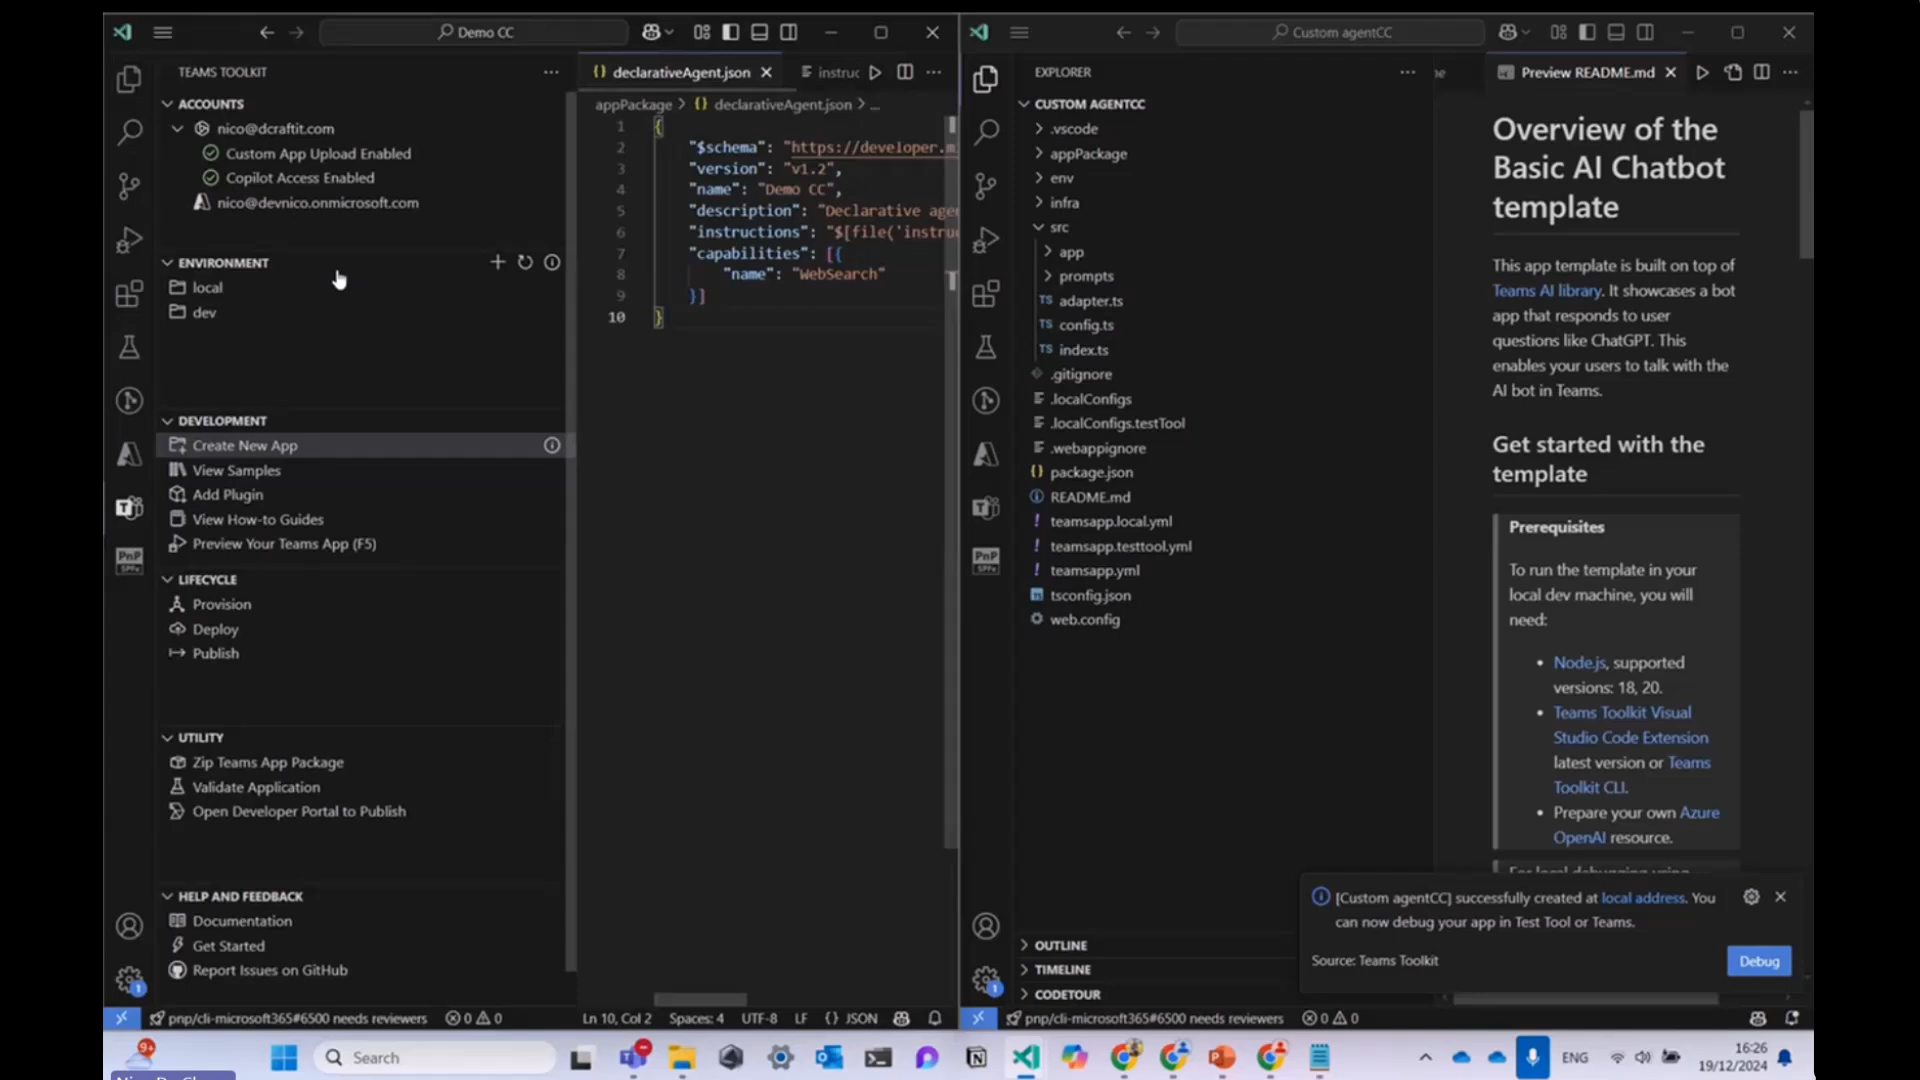 Demo CC
TEAMS TOOLKIT
ACCOUNTS
nico@dcraftit.com
Custom App Upload Enabled
Copilot Access Enabled
nico@devnico.onmicrosoft.com
ENVIRONMENT
local
dev
DEVELOPMENT
Create New App
View Samples
Add Plugin
View How-to Guides
Preview Your Teams App (F5)
LIFECYCLE
Provision
Deploy
Publish
UTILITY
Zip Teams App Package
Validate Application
Open Developer Portal to Publish
HELP AND FEEDBACK
Documentation
Get Started
Report Issues on GitHub
{} declarativeAgent.json
instruc
appPackage > {} declarativeAgent.json > ...
1 {
2 "$schema": "https://developer.m
3 "version": "v1.2",
4 "name": "Demo CC",
5 "description": "Declarative age
6 "instructions": "$[file('instru
7 "capabilities": [{
8 "name": "WebSearch"
9 }]
10 }
pnp/cli-microsoft365#6500 needs reviewers 0 0 Ln 10, Col 2 Spaces: 4 UTF-8 LF {} JSON
Custom agentCC
EXPLORER
CUSTOM AGENTCC
.vscode
appPackage
env
infra
src
app
prompts
TS adapter.ts
TS config.ts
TS index.ts
.gitignore
.localConfigs
.localConfigs.testTool
.webappignore
{} package.json
README.md
! teamsapp.local.yml
! teamsapp.testtool.yml
! teamsapp.yml
tsconfig.json
web.config
OUTLINE
TIMELINE
CODETOUR
Preview README.md
Overview of the
Basic AI Chatbot
template
This app template is built on top of
Teams AI library. It showcases a bot
app that responds to user
questions like ChatGPT. This
enables your users to talk with the
AI bot in Teams.
Get started with the
template
Prerequisites
To run the template in your
local dev machine, you will
need:
• Node.js, supported
versions: 18, 20.
• Teams Toolkit Visual
Studio Code Extension
latest version or Teams
Toolkit CLI.
• Prepare your own Azure
OpenAI resource.
[Custom agentCC] successfully created at local address. You
can now debug your app in Test Tool or Teams.
Source: Teams Toolkit
Debug
pnp/cli-microsoft365#6500 needs reviewers 0 0
PnP
SPFx
PnP
SPFx
1
1
9+
Search
ENG
16:26
19/12/2024